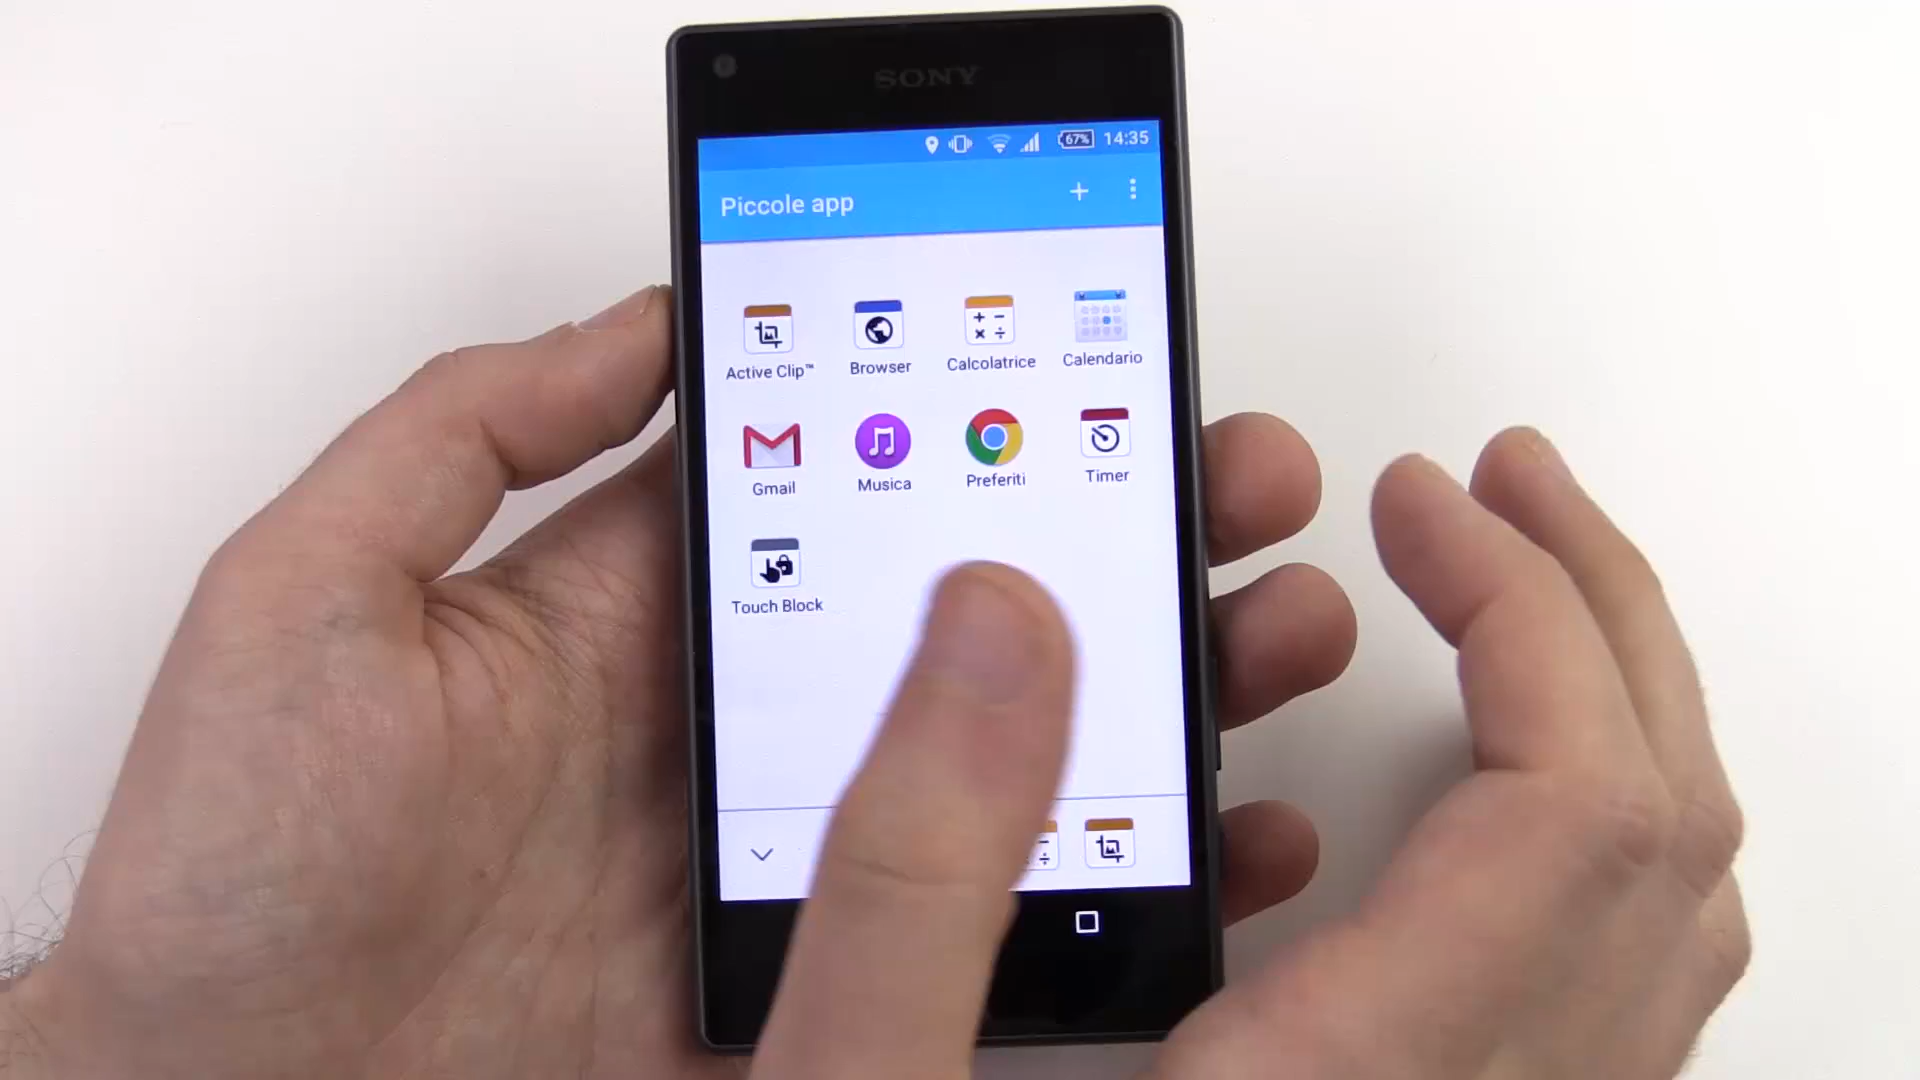 SONY
67% 14:35
Piccole app
Active Clip™ Browser Calcolatrice Calendario
Gmail Musica Preferiti Timer
Touch Block